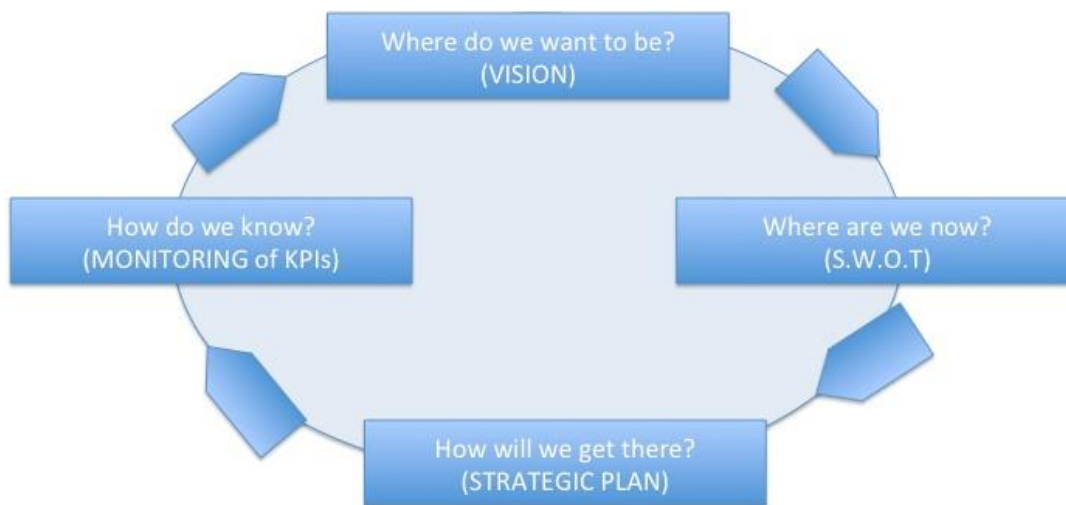 Where do we want to be?
(VISION)
How do we know?
(MONITORING of KPIs)
Where are we now?
(S.W.O.T)
How will we get there?
(STRATEGIC PLAN)